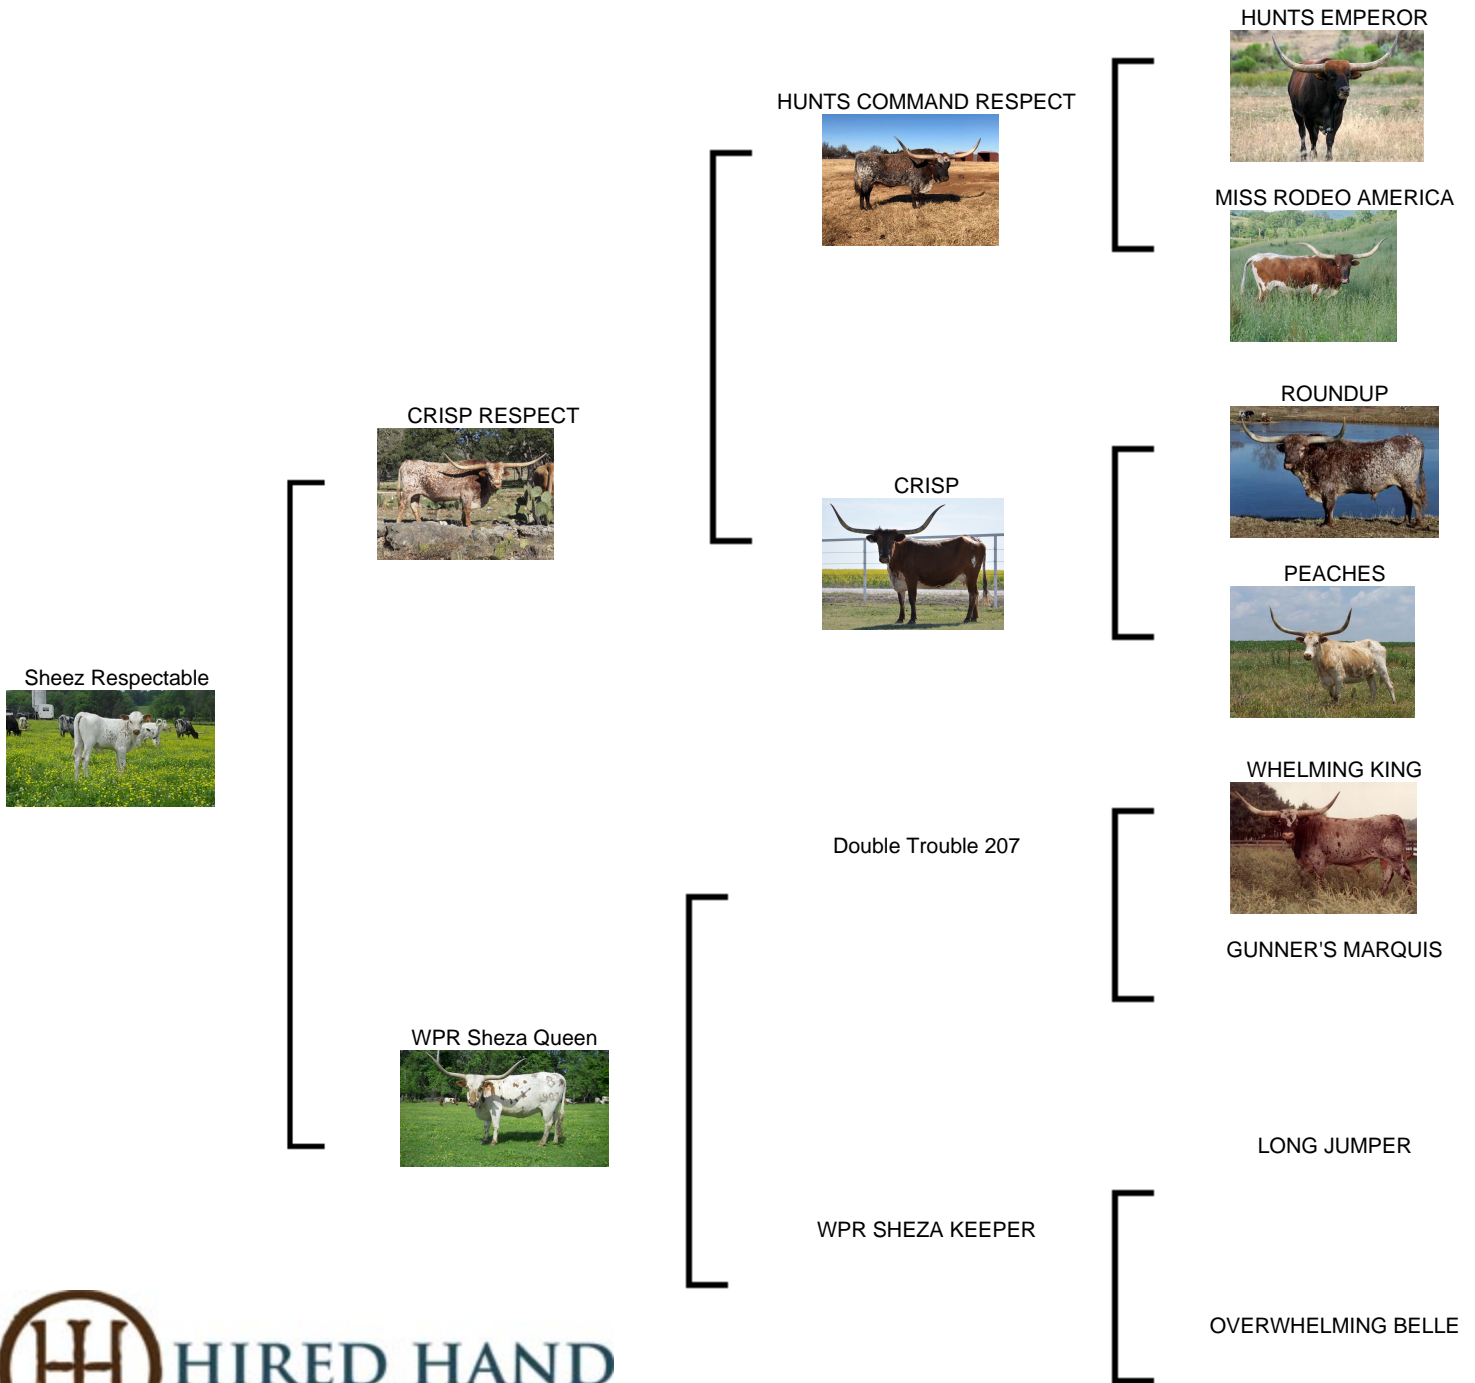 HUNTS EMPEROR
HUNTS COMMAND RESPECT
MISS RODEO AMERICA
CRISP RESPECT
ROUNDUP
CRISP
PEACHES
Sheez Respectable
WHELMING KING
Double Trouble 207
GUNNER'S MARQUIS
WPR Sheza Queen
LONG JUMPER
WPR SHEZA KEEPER
OVERWHELMING BELLE
HIRED HAND